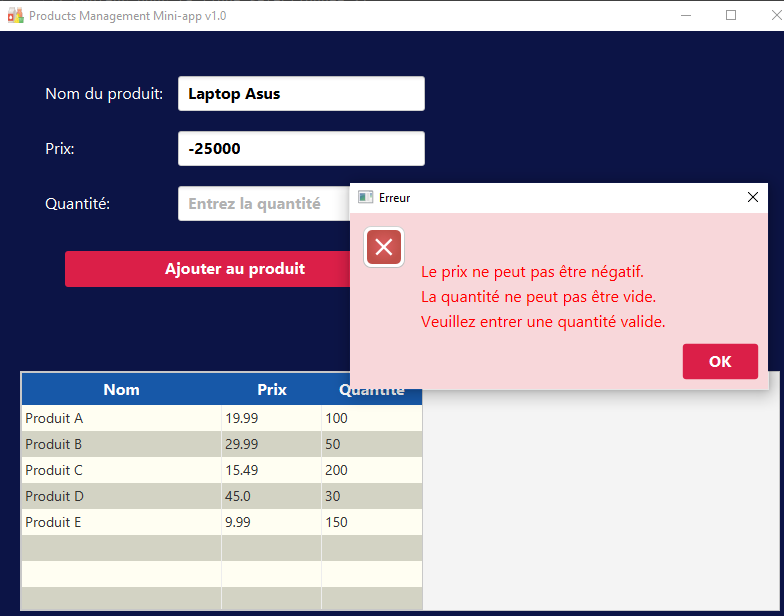 Products Management Mini-app v1.0
Nom du produit: Laptop Asus
Prix: -25000
Quantité: Entrez la quantité
Ajouter au produit
Erreur
Le prix ne peut pas être négatif.
La quantité ne peut pas être vide.
Veuillez entrer une quantité valide.
OK
Nom Prix Quantité
Produit A 19.99 100
Produit B 29.99 50
Produit C 15.49 200
Produit D 45.0 30
Produit E 9.99 150